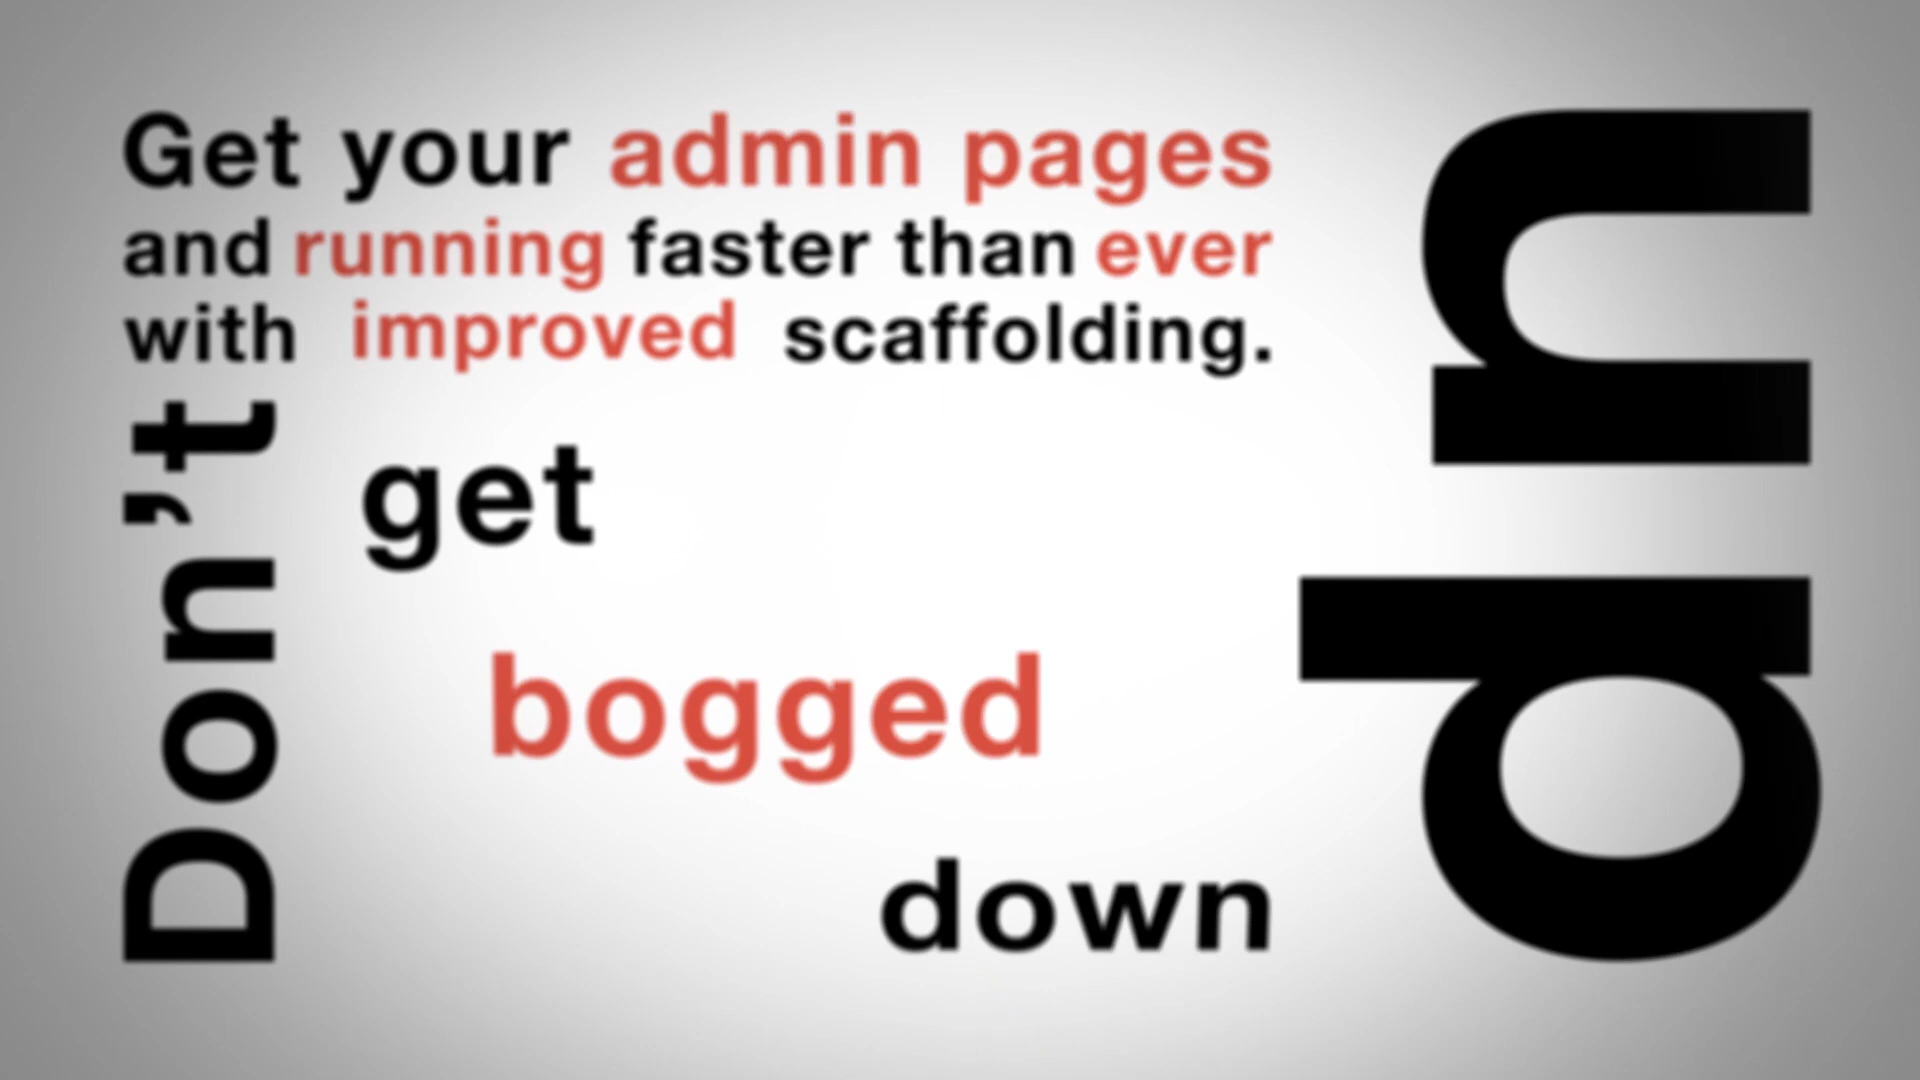 Get your admin pages
up
and running faster than ever
with improved scaffolding.
Don't
get
bogged
down